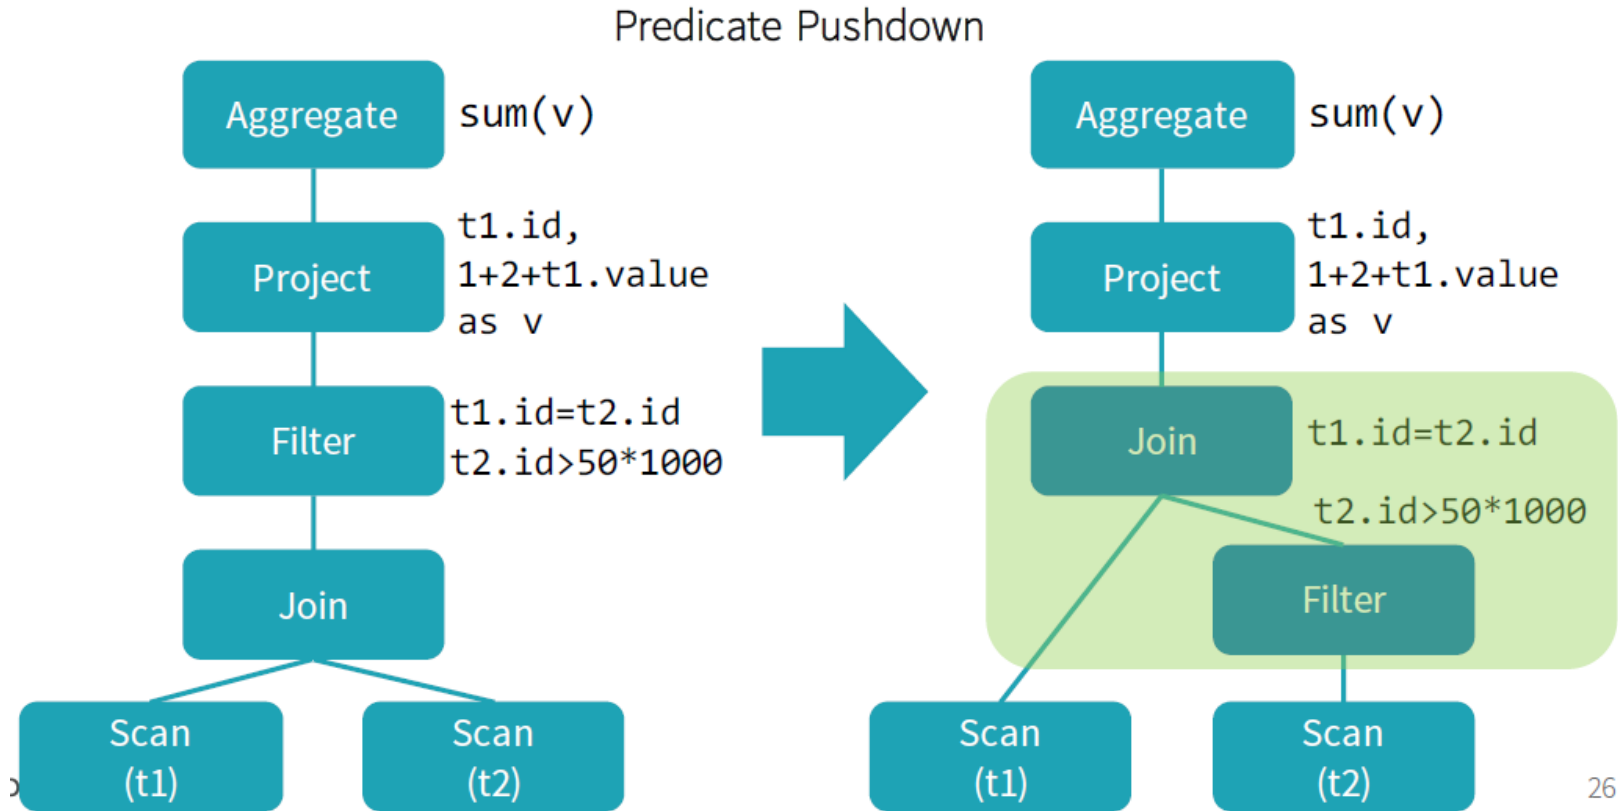 Predicate Pushdown
Aggregate
sum(v)
Project
t1.id,
1+2+t1.value
as v
Filter
t1.id=t2.id
t2.id>50*1000
Join
Scan
(t1)
Scan
(t2)
Aggregate
sum(v)
Project
t1.id,
1+2+t1.value
as v
Join
t1.id=t2.id
t2.id>50*1000
Filter
Scan
(t1)
Scan
(t2)
26